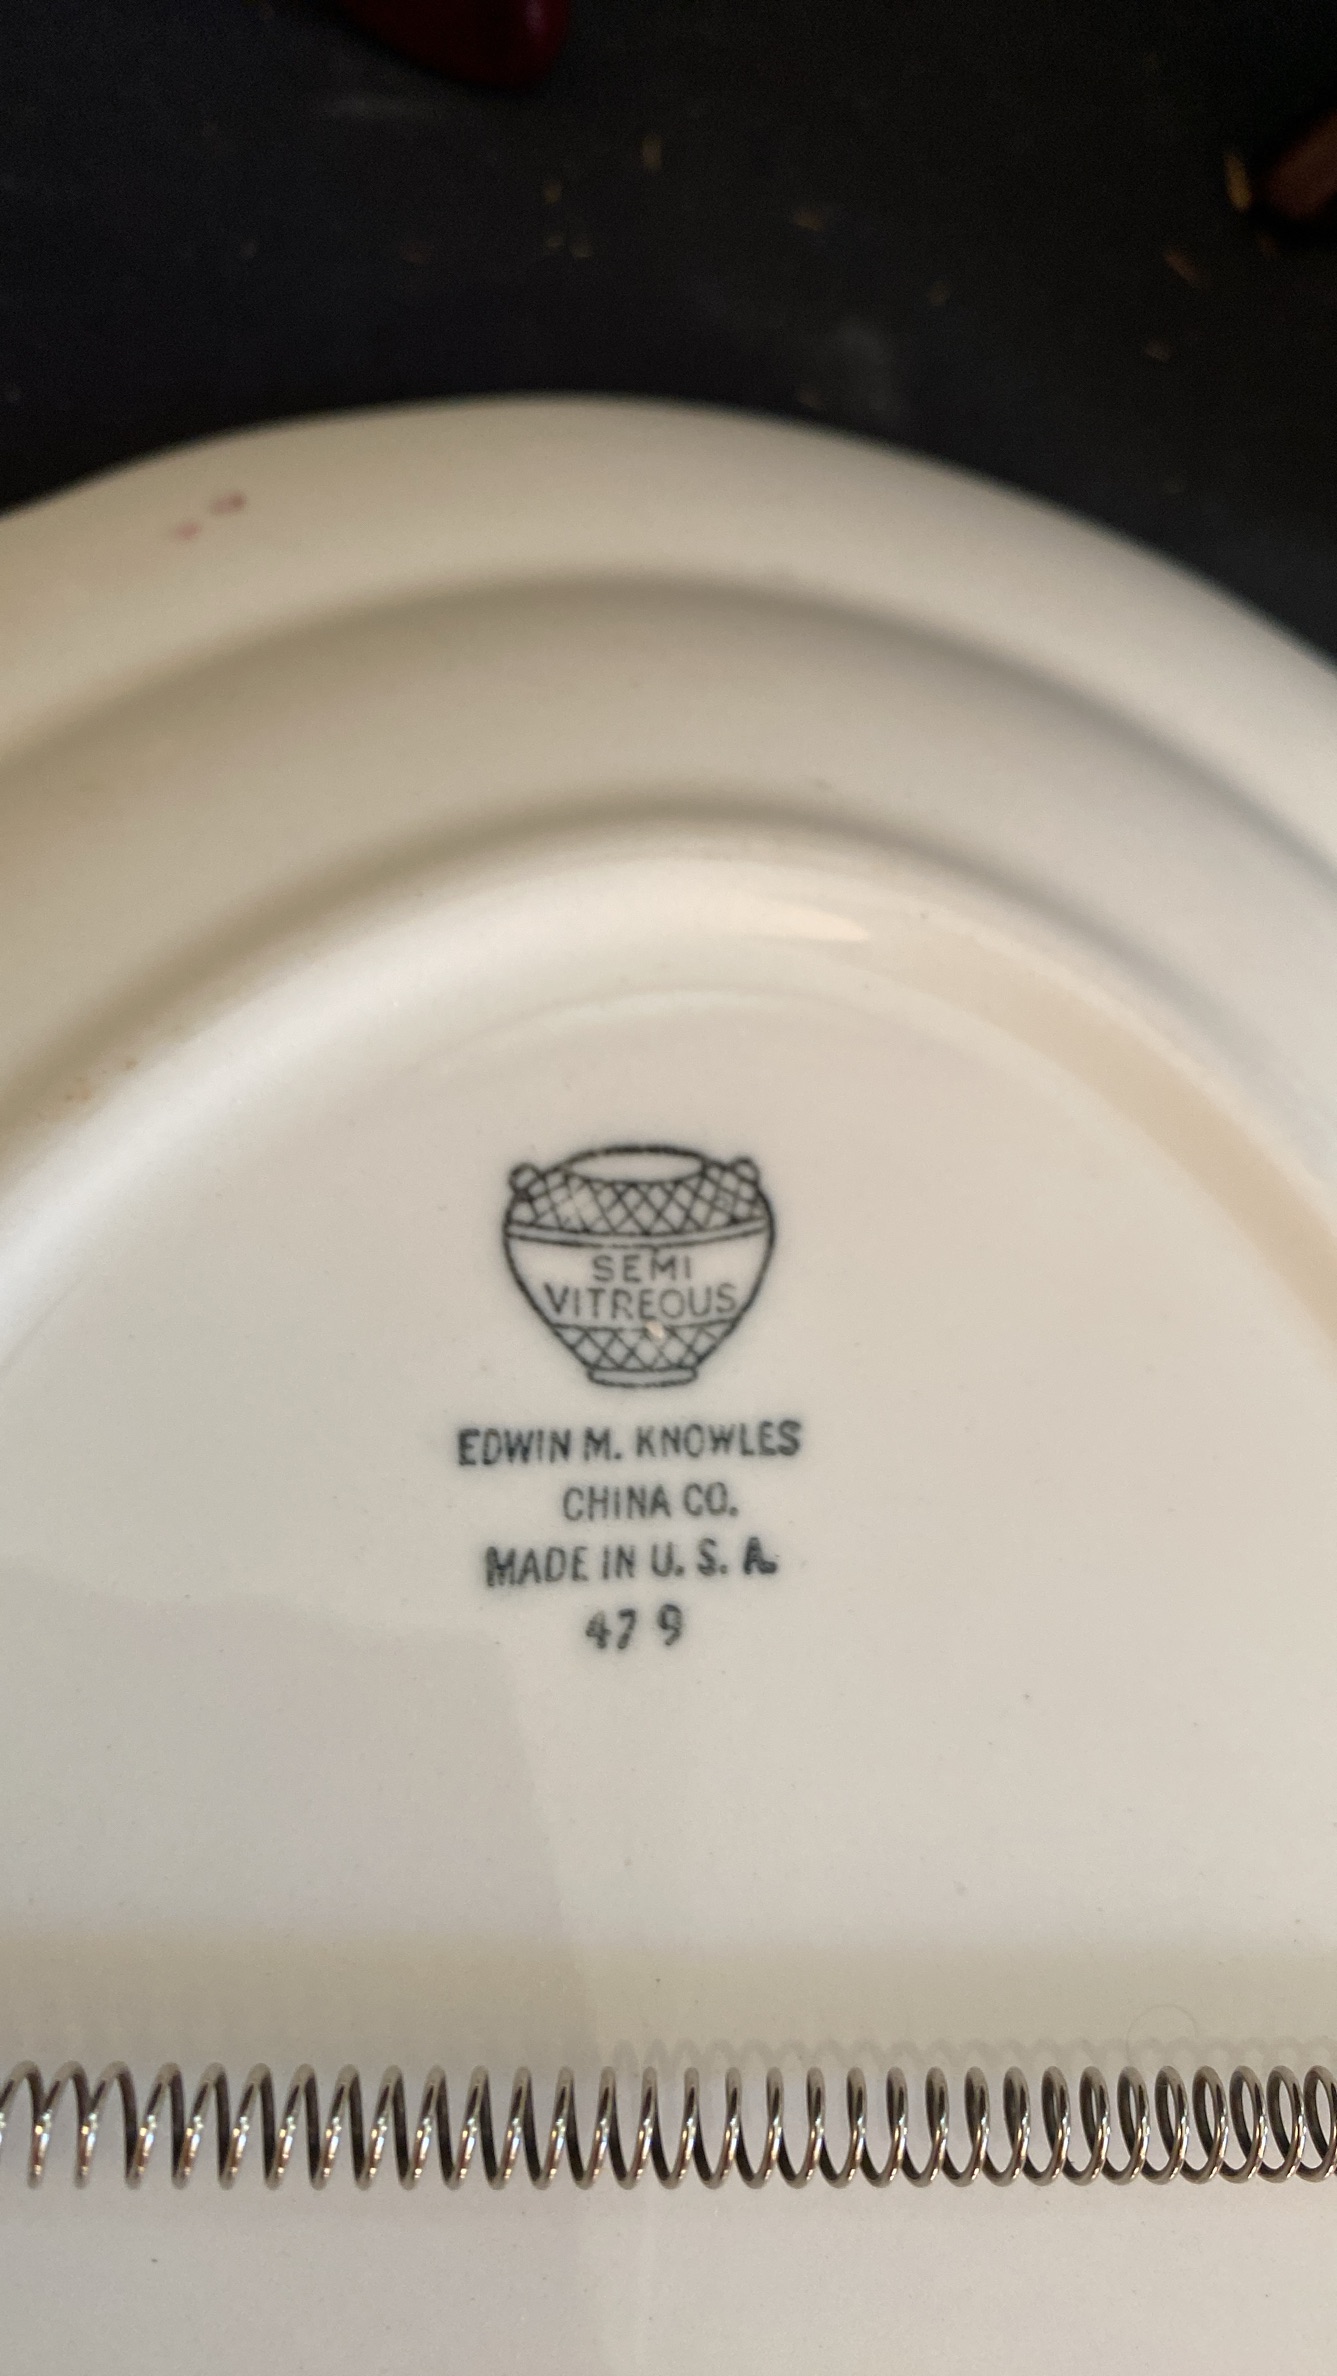 SEMI
VITREOUS
EDWIN M. KNOWLES
CHINA CO.
MADE IN U. S. A.
47 9